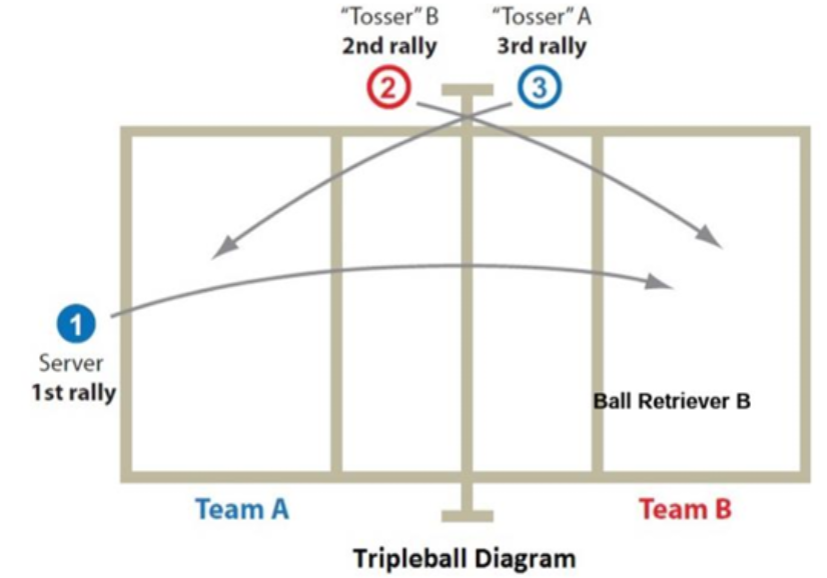 “Tosser” B
2nd rally
“Tosser” A
3rd rally
2
3
1
Server
1st rally
Ball Retriever B
Team A
Team B
Tripleball Diagram